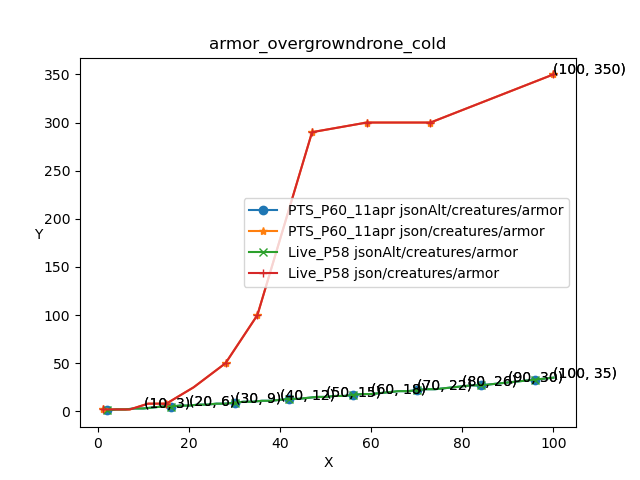 armor_overgrowndrone_cold
350
300
250
200
150
100
50
0
Y
(100, 350)
PTS_P60_11apr jsonAlt/creatures/armor
PTS_P60_11apr json/creatures/armor
Live_P58 jsonAlt/creatures/armor
Live_P58 json/creatures/armor
(10, 3)
(20, 6)
(30, 9)
(40, 12)
(50, 15)
(60, 18)
(70, 22)
(80, 26)
(90, 30)
(100, 35)
0 20 40 60 80 100
X